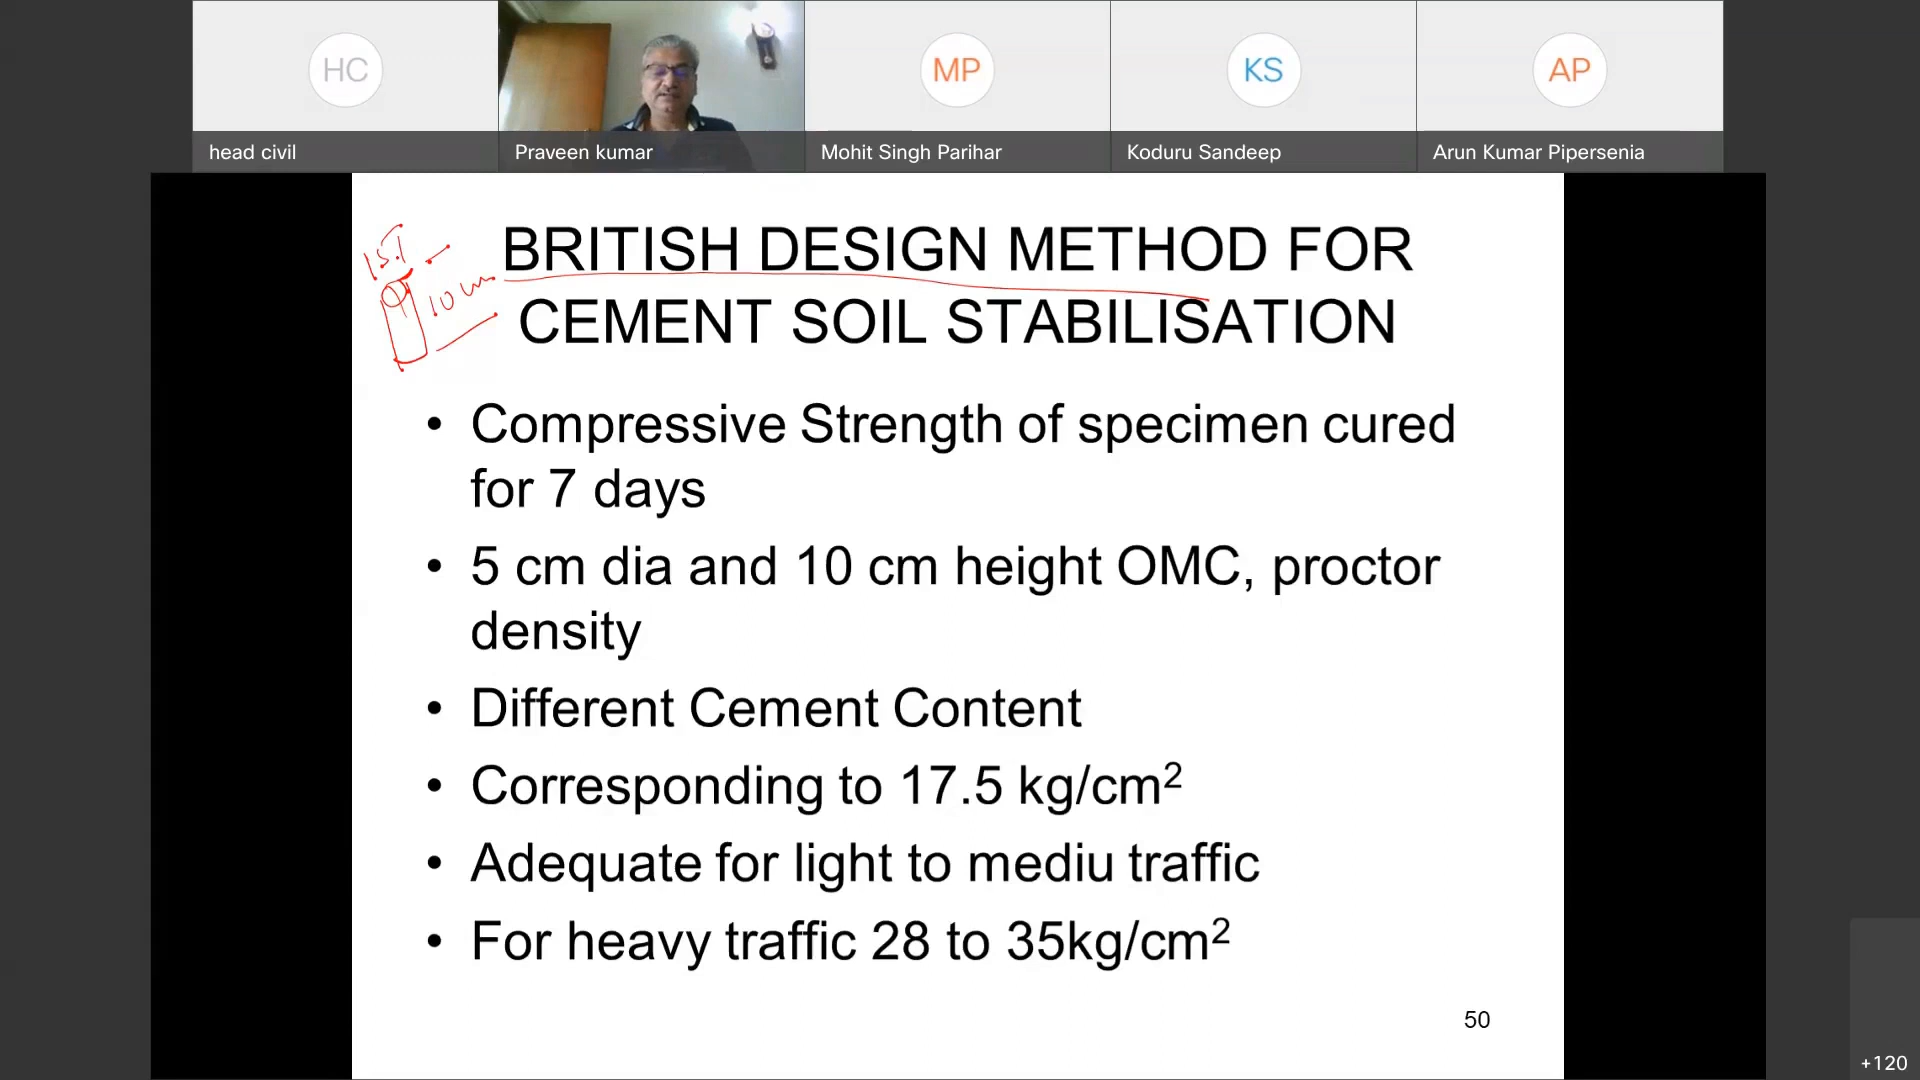 HC
MP
KS
AP
head civil
Praveen kumar
Mohit Singh Parihar
Koduru Sandeep
Arun Kumar Pipersenia
BRITISH DESIGN METHOD FOR
CEMENT SOIL STABILISATION
10 cm
• Compressive Strength of specimen cured
for 7 days
• 5 cm dia and 10 cm height OMC, proctor
density
• Different Cement Content
• Corresponding to 17.5 kg/cm²
• Adequate for light to mediu traffic
• For heavy traffic 28 to 35kg/cm²
50
+120